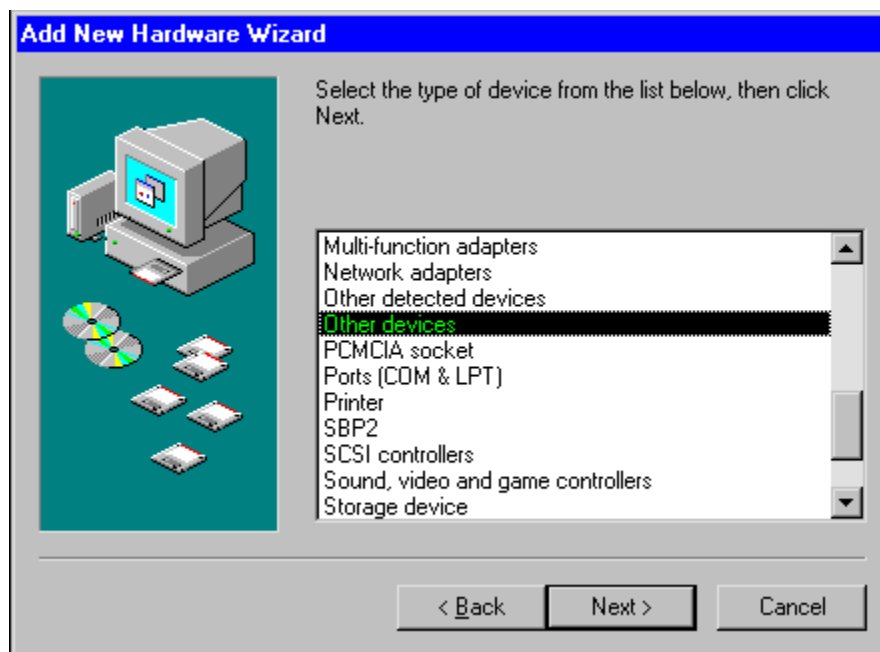 Add New Hardware Wizard
Select the type of device from the list below, then click
Next.
Multi-function adapters
Network adapters
Other detected devices
Other devices
PCMCIA socket
Ports (COM & LPT)
Printer
SBP2
SCSI controllers
Sound, video and game controllers
Storage device
< Back
Next >
Cancel